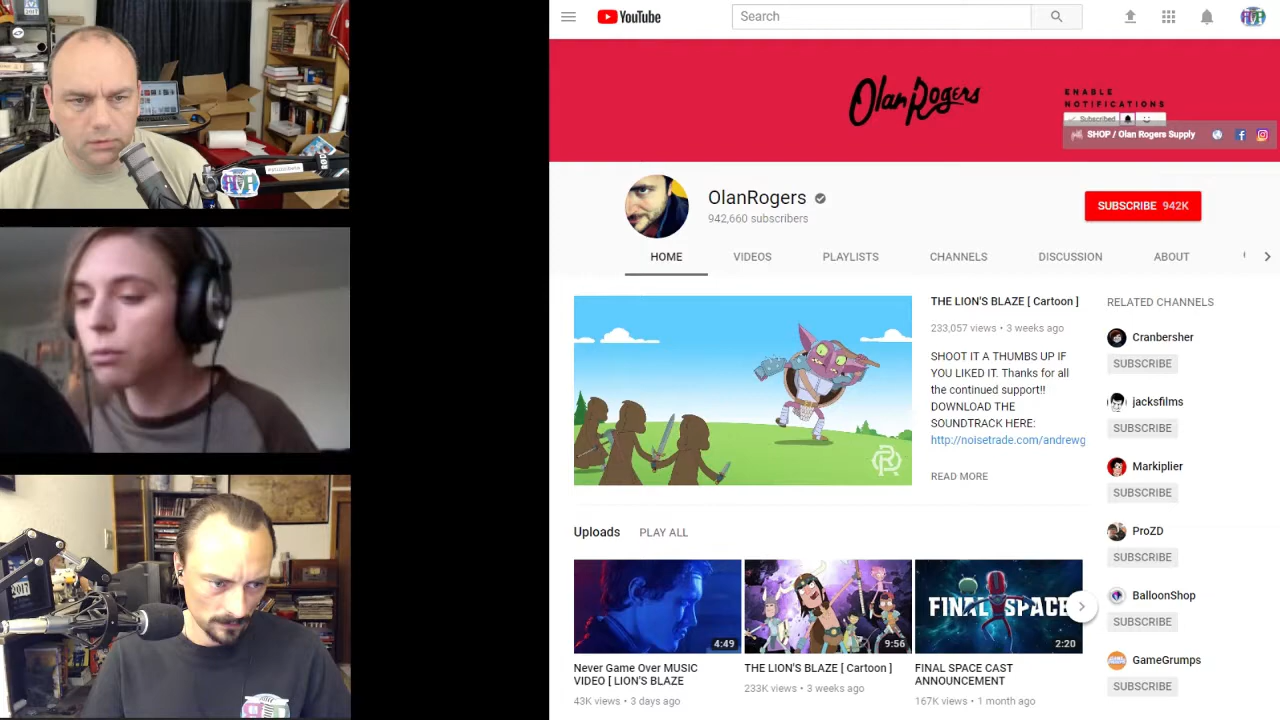 YouTube
Search
Olan Rogers
ENABLE
NOTIFICATIONS
Subscribed
SHOP / Olan Rogers Supply
OlanRogers
942,660 subscribers
SUBSCRIBE 942K
HOME VIDEOS PLAYLISTS CHANNELS DISCUSSION ABOUT
THE LION'S BLAZE [ Cartoon ]
233,057 views • 3 weeks ago
SHOOT IT A THUMBS UP IF
YOU LIKED IT. Thanks for all
the continued support!!
DOWNLOAD THE
SOUNDTRACK HERE:
http://noisetrade.com/andrewg
READ MORE
RELATED CHANNELS
Cranbersher
SUBSCRIBE
jacksfilms
SUBSCRIBE
Markiplier
SUBSCRIBE
ProZD
SUBSCRIBE
BalloonShop
SUBSCRIBE
GameGrumps
SUBSCRIBE
Uploads PLAY ALL
4:49
9:56
FINAL SPACE
2:20
Never Game Over MUSIC
VIDEO [ LION'S BLAZE
43K views • 3 days ago
THE LION'S BLAZE [ Cartoon ]
233K views • 3 weeks ago
FINAL SPACE CAST
ANNOUNCEMENT
167K views • 1 month ago
2017